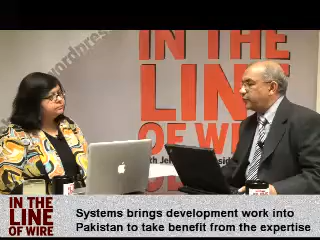 wordpress
IN THE
LINE
OF WIRE
IN THE
LINE
OF WIRE
Systems brings development work into
Pakistan to take benefit from the expertise